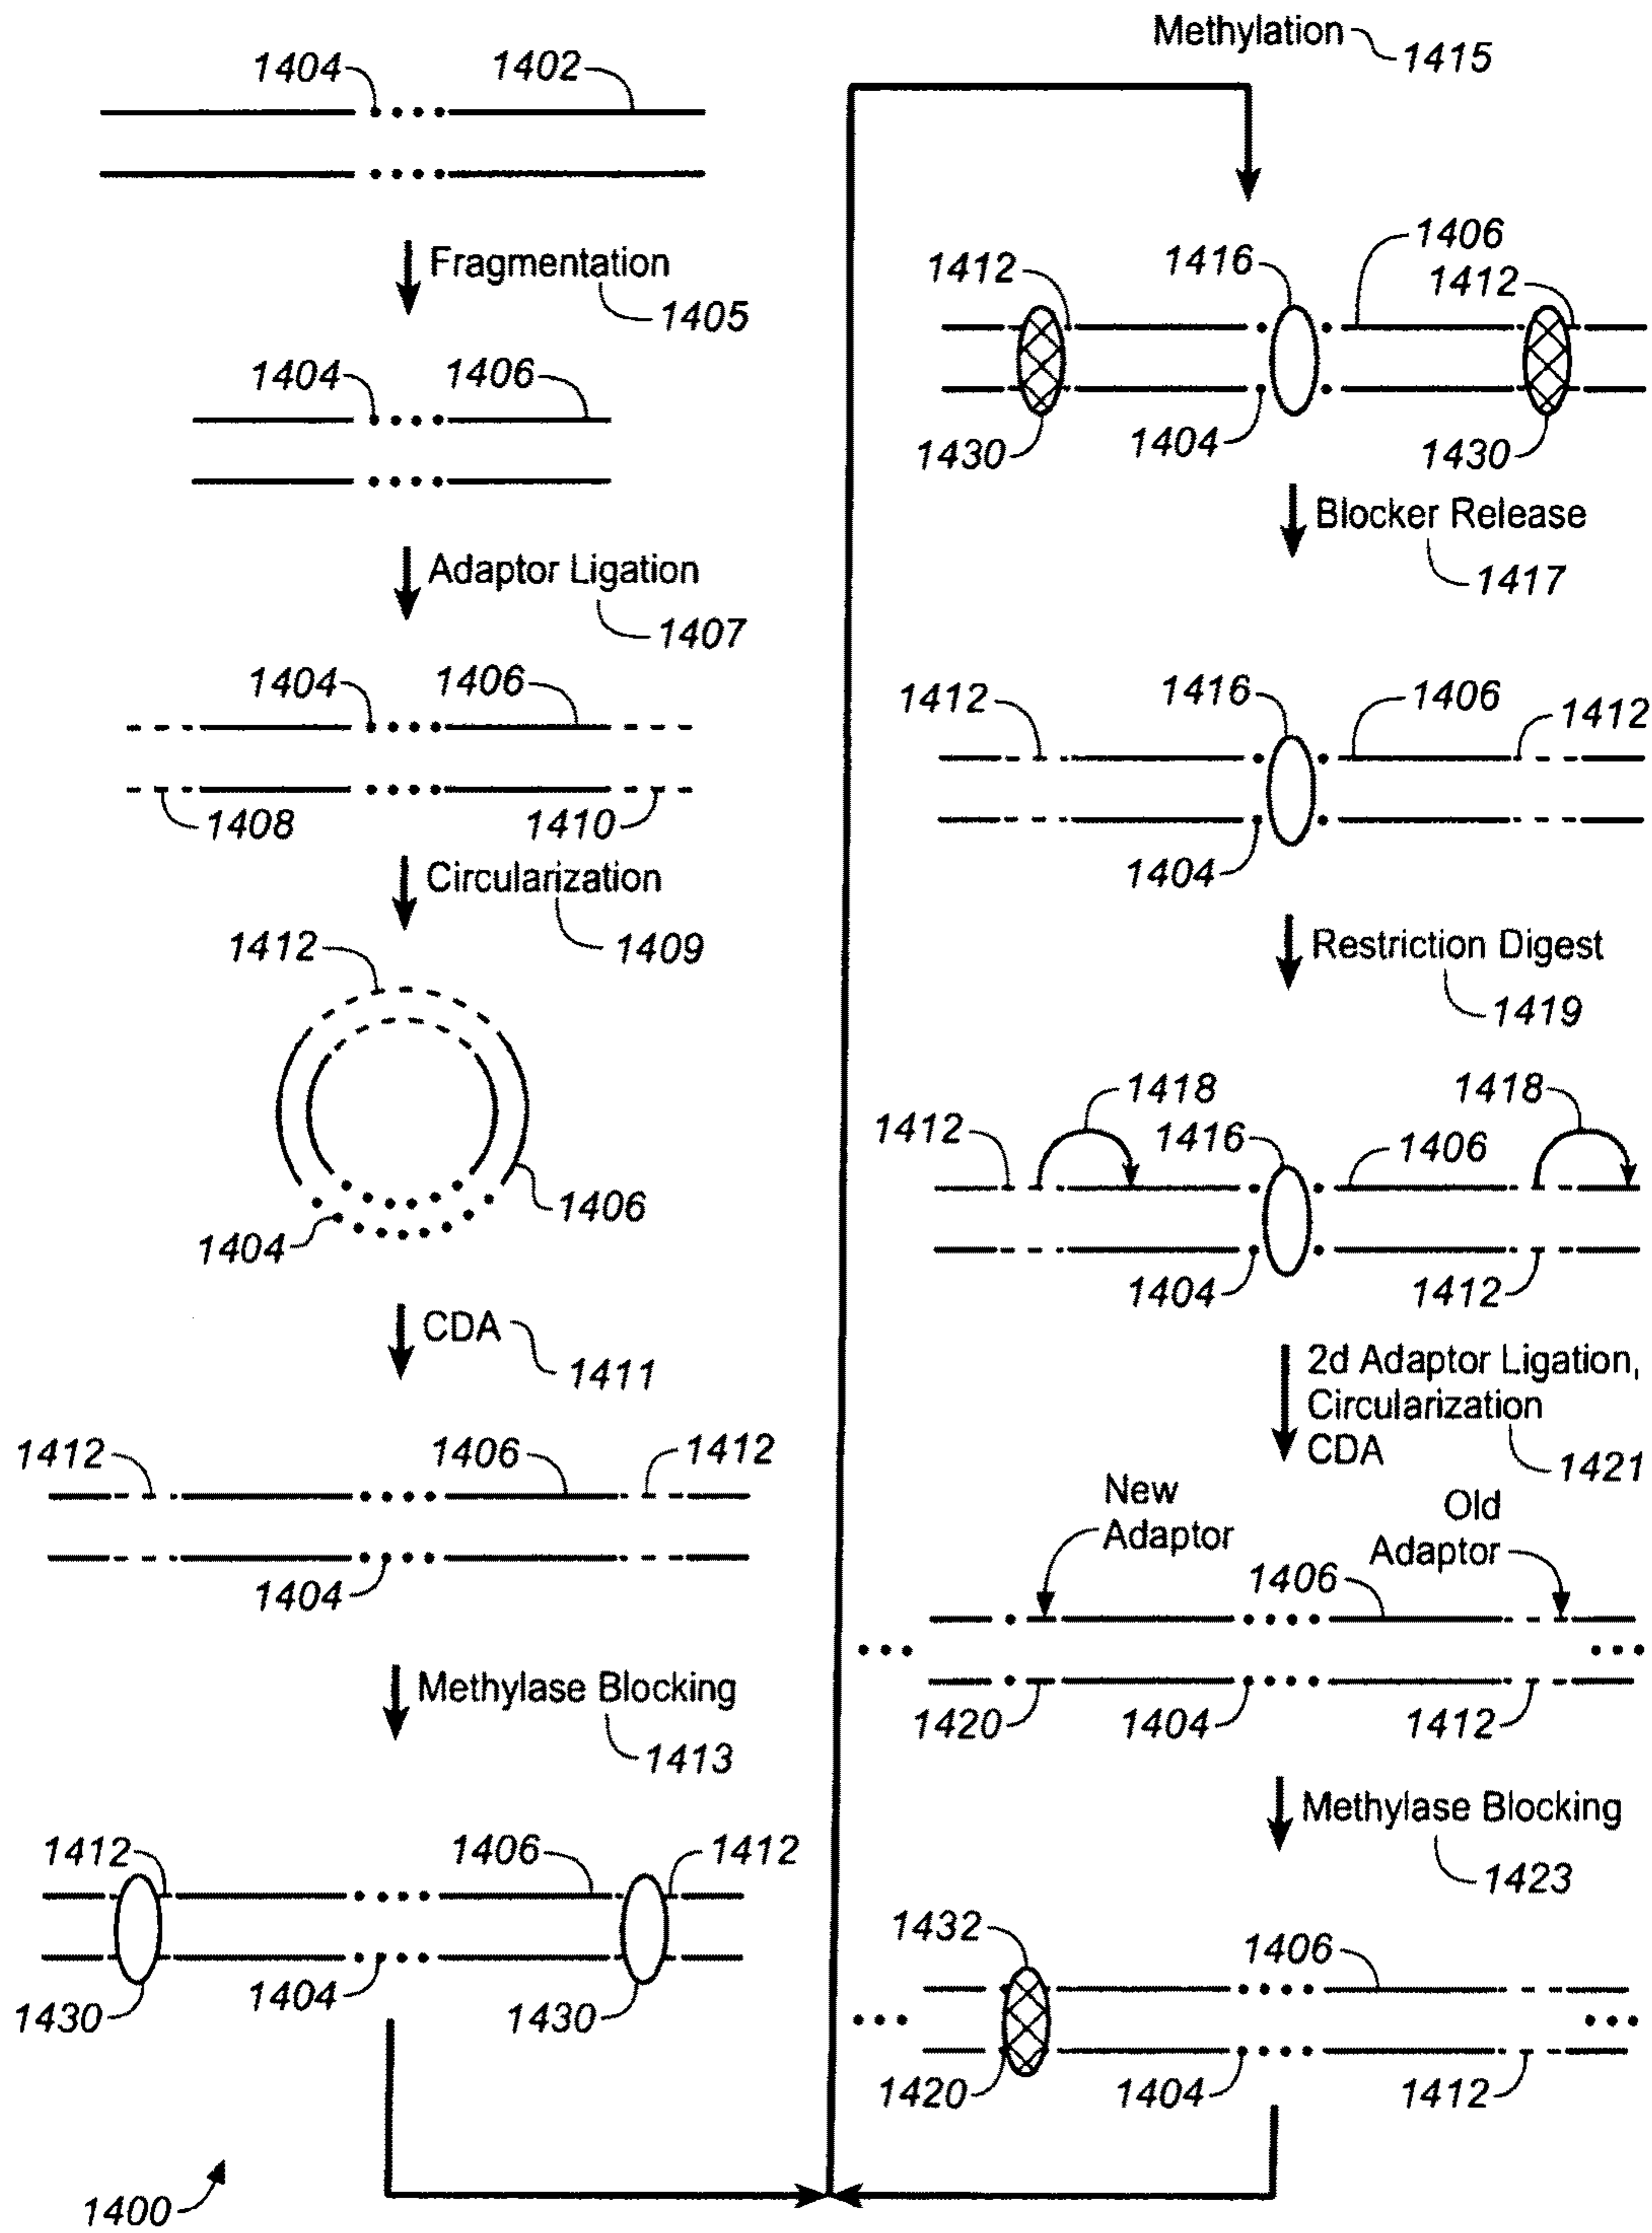 1404 1402
Fragmentation
1405
1404 1406
Adaptor Ligation
1407
1404 1406
1408 1410
Circularization
1409
1412
1406
1404
CDA
1411
1412 1406 1412
1404
Methylase Blocking
1413
1412 1406 1412
1430 1404 1430
1400
Methylation
1415
1406
1412 1416 1412
1430 1404 1430
Blocker Release
1417
1412 1416 1406 1412
1404
Restriction Digest
1419
1418 1418
1412 1416 1406
1404 1412
2d Adaptor Ligation,
Circularization
CDA
1421
New
Adaptor
Old
Adaptor
1406
1420 1404 1412
Methylase Blocking
1423
1432 1406
1420 1404 1412